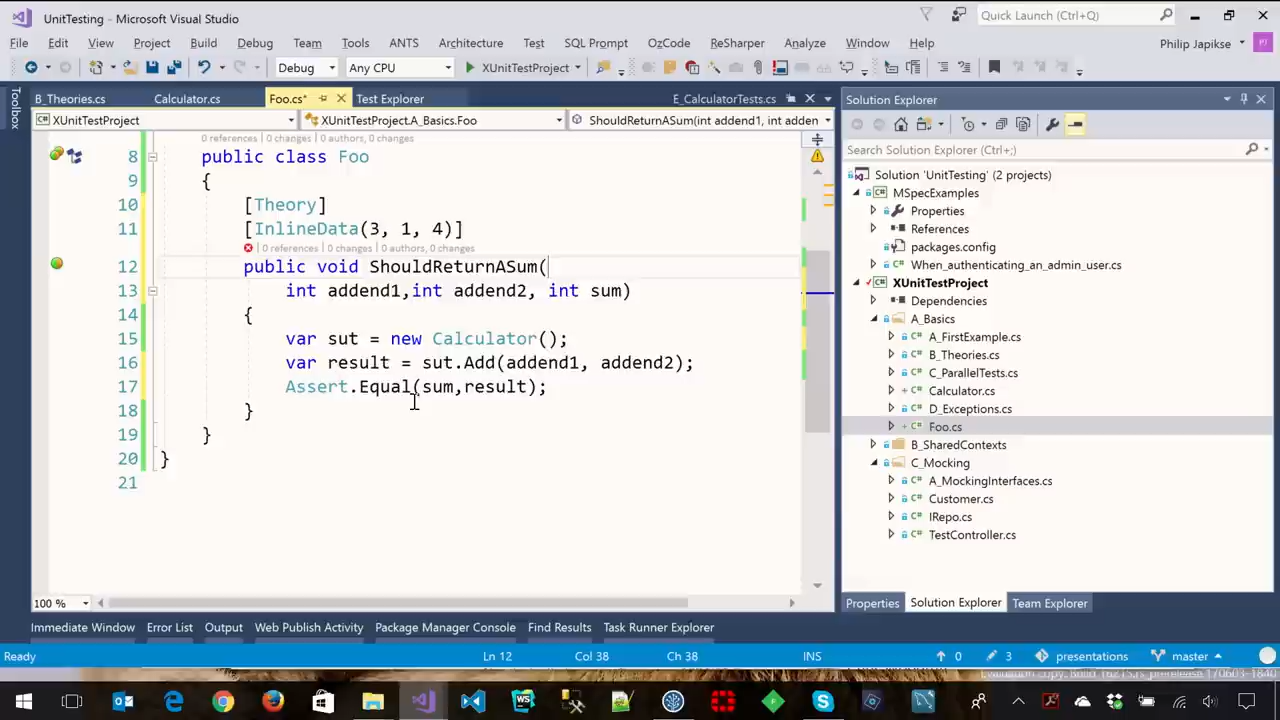 UnitTesting - Microsoft Visual Studio
Quick Launch (Ctrl+;)
File Edit View Project Build Debug Team Tools ANTS Architecture Test SQL Prompt OzCode ReSharper Analyze Window Help
Philip Japikse
Debug Any CPU XUnitTestProject
Toolbox
B_Theories.cs Calculator.cs Foo.cs* Test Explorer E_CalculatorTests.cs
XUnitTestProject XUnitTestProject.A_Basics.Foo ShouldReturnASum(int addend1, int adden
0 references | 0 changes | 0 authors, 0 changes
8 public class Foo
9 {
10 [Theory]
11 [InlineData(3, 1, 4)]
0 references | 0 changes | 0 authors, 0 changes
12 public void ShouldReturnASum(
13 int addend1,int addend2, int sum)
14 {
15 var sut = new Calculator();
16 var result = sut.Add(addend1, addend2);
17 Assert.Equal(sum,result);
18 }
19 }
20 }
21
100 %
Solution Explorer
Search Solution Explorer (Ctrl+;)
Solution 'UnitTesting' (2 projects)
MSpecExamples
Properties
References
packages.config
When_authenticating_an_admin_user.cs
XUnitTestProject
Dependencies
A_Basics
A_FirstExample.cs
B_Theories.cs
C_ParallelTests.cs
Calculator.cs
D_Exceptions.cs
Foo.cs
B_SharedContexts
C_Mocking
A_MockingInterfaces.cs
Customer.cs
IRepo.cs
TestController.cs
Properties Solution Explorer Team Explorer
Immediate Window Error List Output Web Publish Activity Package Manager Console Find Results Task Runner Explorer
Ready Ln 12 Col 38 Ch 38 INS 0 3 presentations master